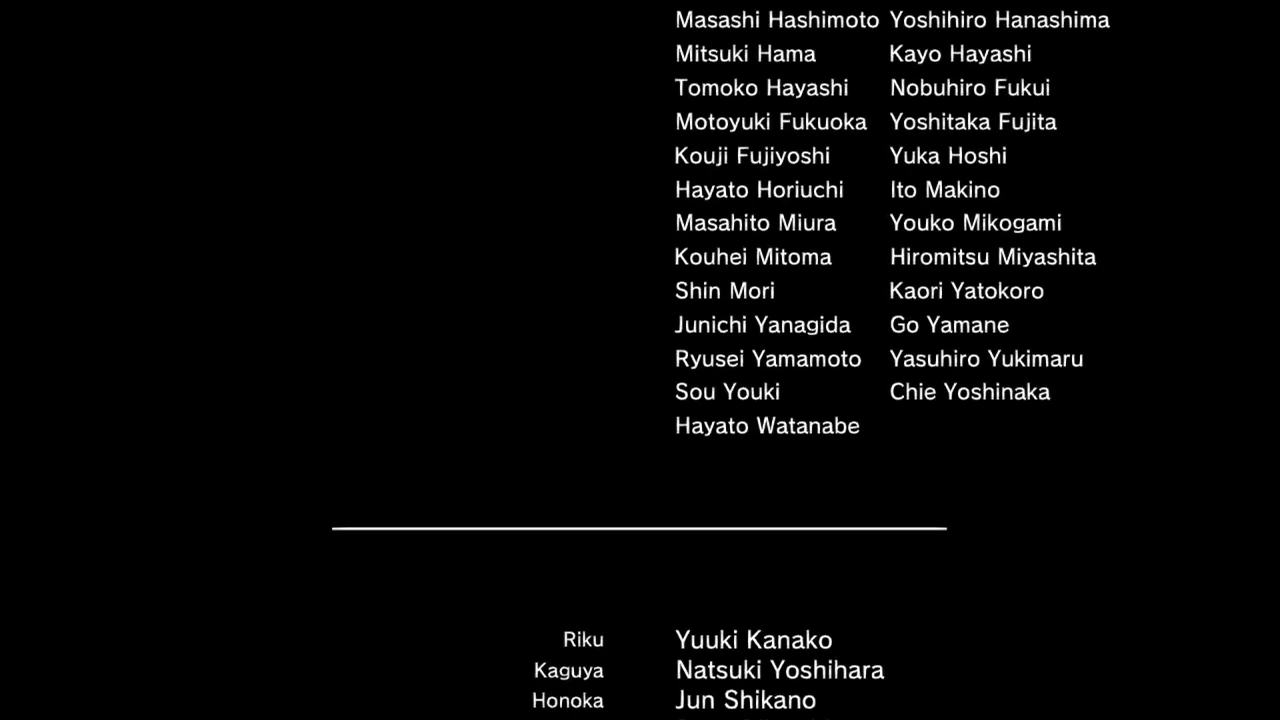 Masashi Hashimoto Yoshihiro Hanashima
Mitsuki Hama Kayo Hayashi
Tomoko Hayashi Nobuhiro Fukui
Motoyuki Fukuoka Yoshitaka Fujita
Kouji Fujiyoshi Yuka Hoshi
Hayato Horiuchi Ito Makino
Masahito Miura Youko Mikogami
Kouhei Mitoma Hiromitsu Miyashita
Shin Mori Kaori Yatokoro
Junichi Yanagida Go Yamane
Ryusei Yamamoto Yasuhiro Yukimaru
Sou Youki Chie Yoshinaka
Hayato Watanabe
Riku Yuuki Kanako
Kaguya Natsuki Yoshihara
Honoka Jun Shikano